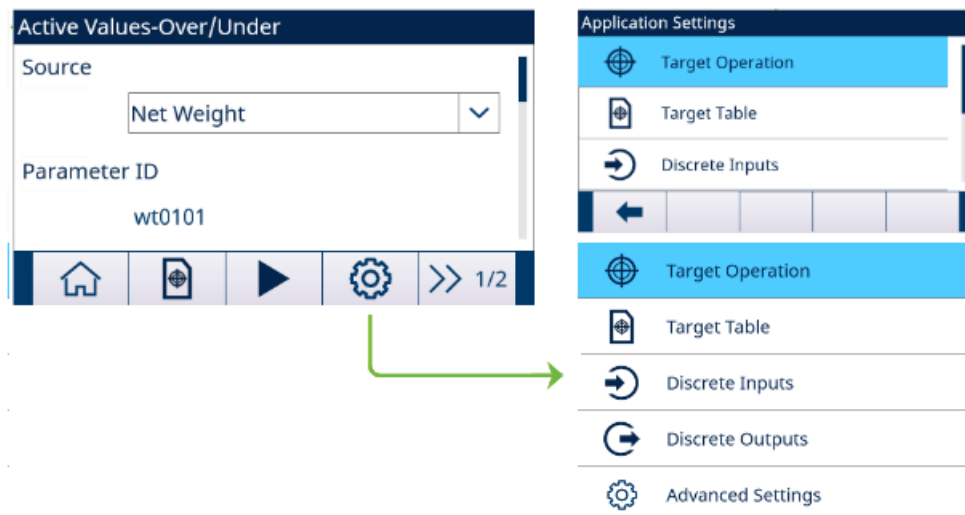 Active Values-Over/Under
Source
Net Weight
Parameter ID
wt0101
1/2
Application Settings
Target Operation
Target Table
Discrete Inputs
Target Operation
Target Table
Discrete Inputs
Discrete Outputs
Advanced Settings